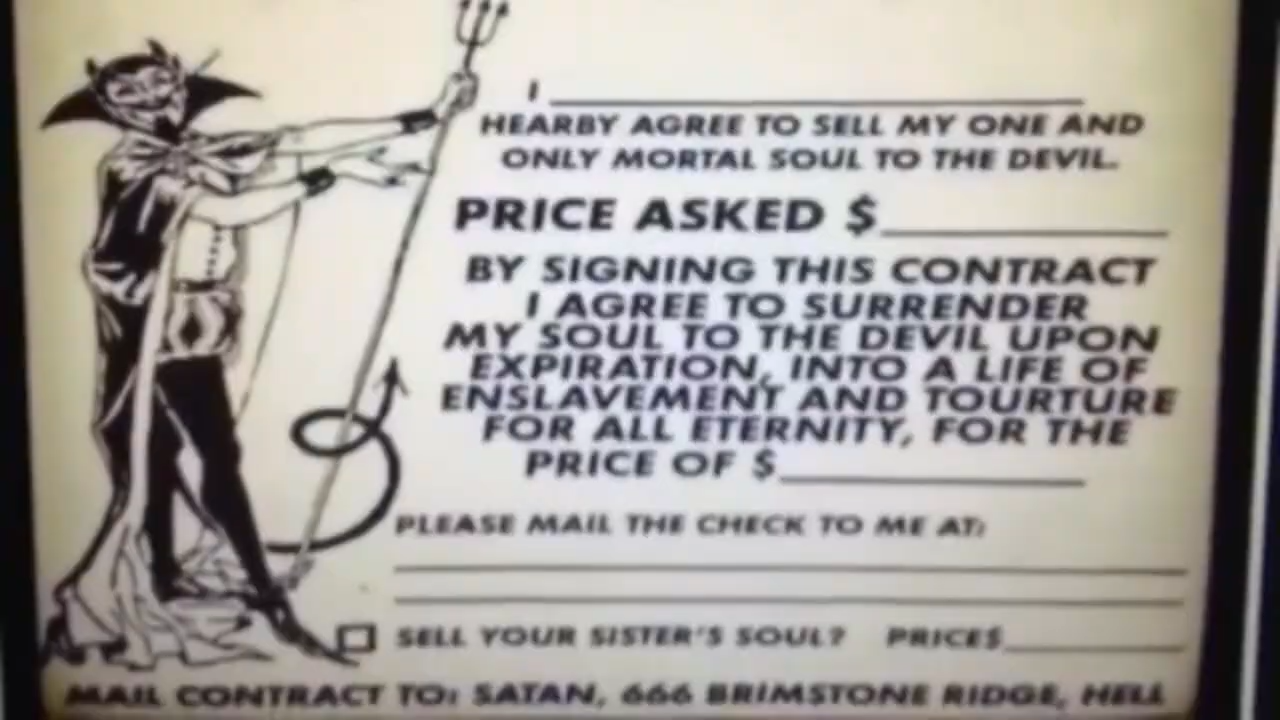 I
HEARBY AGREE TO SELL MY ONE AND
ONLY MORTAL SOUL TO THE DEVIL.
PRICE ASKED $
BY SIGNING THIS CONTRACT
I AGREE TO SURRENDER
MY SOUL TO THE DEVIL UPON
EXPIRATION, INTO A LIFE OF
ENSLAVEMENT AND TOURTURE
FOR ALL ETERNITY, FOR THE
PRICE OF $
PLEASE MAIL THE CHECK TO ME AT:
SELL YOUR SISTER'S SOUL? PRICE$
MAIL CONTRACT TO: SATAN, 666 BRIMSTONE RIDGE, HELL